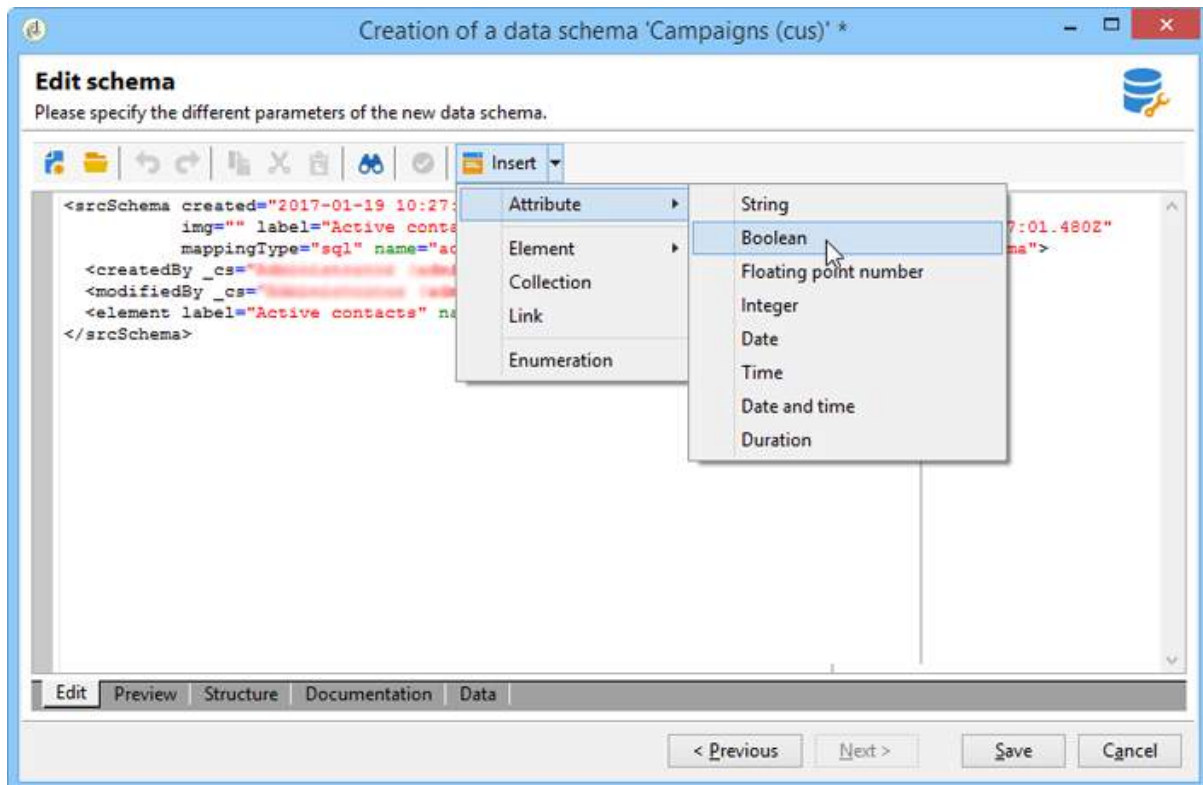 Creation of a data schema 'Campaigns (cus)' *
Edit schema
Please specify the different parameters of the new data schema.
Insert
<srcSchema created="2017-01-19 10:27:
img="" label="Active conta
7:01.480Z"
mappingType="sql" name="ac
ma">
<createdBy _cs="
<modifiedBy _cs="
<element label="Active contacts" na
</srcSchema>
Attribute
Element
Collection
Link
Enumeration
String
Boolean
Floating point number
Integer
Date
Time
Date and time
Duration
Edit Preview Structure Documentation Data
< Previous Next > Save Cancel